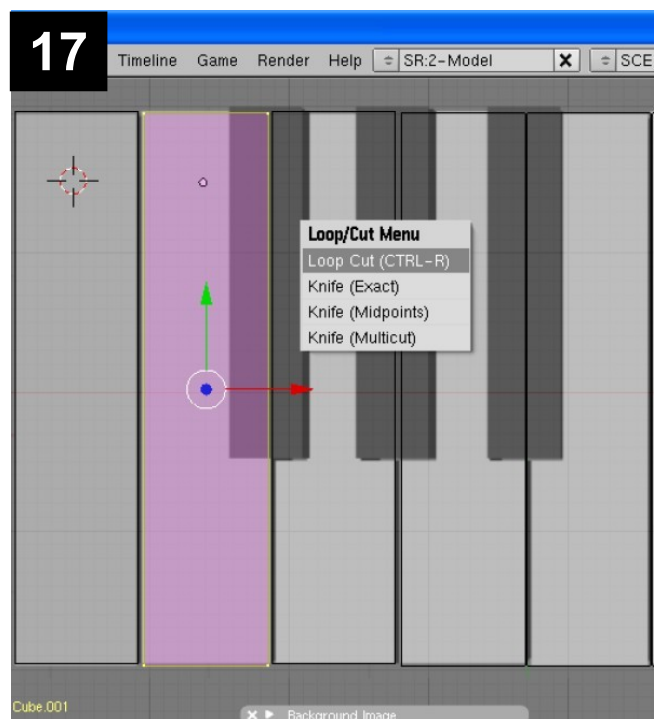 17
Timeline Game Render Help SR:2-Model SCE
Loop/Cut Menu
Loop Cut (CTRL-R)
Knife (Exact)
Knife (Midpoints)
Knife (Multicut)
Cube.001
Background Image